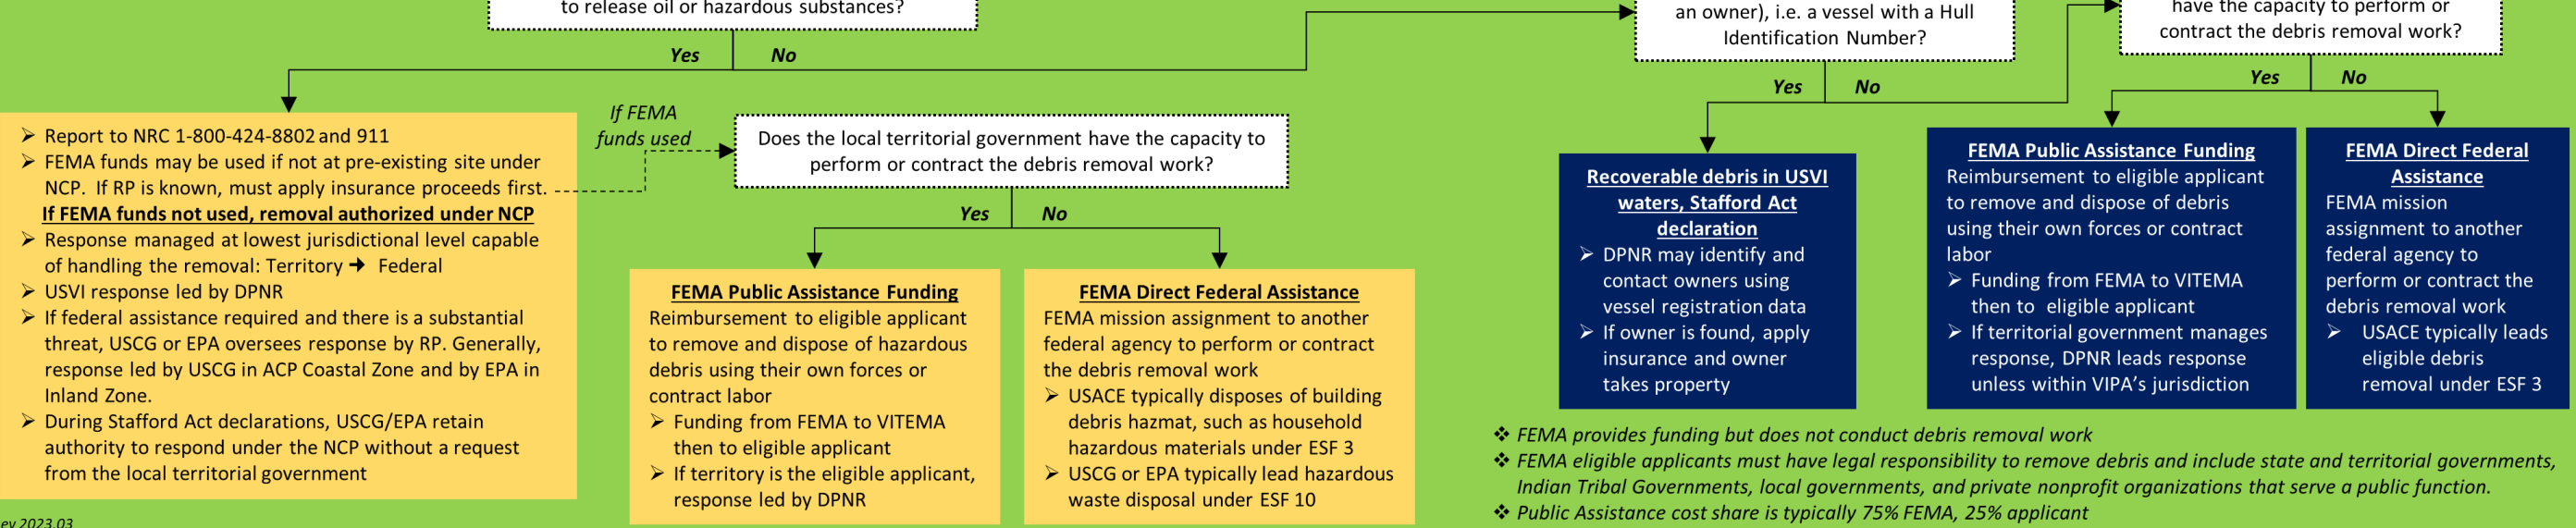 to release oil or hazardous substances?
Yes
No
an owner), i.e. a vessel with a Hull
Identification Number?
Yes
No
have the capacity to perform or
contract the debris removal work?
Yes
No
➢ Report to NRC 1-800-424-8802 and 911
➢ FEMA funds may be used if not at pre-existing site under
NCP. If RP is known, must apply insurance proceeds first.
If FEMA funds not used, removal authorized under NCP
➢ Response managed at lowest jurisdictional level capable
of handling the removal: Territory → Federal
➢ USVI response led by DPNR
➢ If federal assistance required and there is a substantial
threat, USCG or EPA oversees response by RP. Generally,
response led by USCG in ACP Coastal Zone and by EPA in
Inland Zone.
➢ During Stafford Act declarations, USCG/EPA retain
authority to respond under the NCP without a request
from the local territorial government
If FEMA
funds used
Does the local territorial government have the capacity to
perform or contract the debris removal work?
Yes
No
FEMA Public Assistance Funding
Reimbursement to eligible applicant
to remove and dispose of hazardous
debris using their own forces or
contract labor
➢ Funding from FEMA to VITEMA
then to eligible applicant
➢ If territory is the eligible applicant,
response led by DPNR
FEMA Direct Federal Assistance
FEMA mission assignment to another
federal agency to perform or contract
the debris removal work
➢ USACE typically disposes of building
debris hazmat, such as household
hazardous materials under ESF 3
➢ USCG or EPA typically lead hazardous
waste disposal under ESF 10
Recoverable debris in USVI
waters, Stafford Act
declaration
➢ DPNR may identify and
contact owners using
vessel registration data
➢ If owner is found, apply
insurance and owner
takes property
FEMA Public Assistance Funding
Reimbursement to eligible applicant
to remove and dispose of debris
using their own forces or contract
labor
➢ Funding from FEMA to VITEMA
then to eligible applicant
➢ If territorial government manages
response, DPNR leads response
unless within VIPA's jurisdiction
FEMA Direct Federal
Assistance
FEMA mission
assignment to another
federal agency to
perform or contract the
debris removal work
➢ USACE typically leads
eligible debris
removal under ESF 3
❖ FEMA provides funding but does not conduct debris removal work
❖ FEMA eligible applicants must have legal responsibility to remove debris and include state and territorial governments,
Indian Tribal Governments, local governments, and private nonprofit organizations that serve a public function.
❖ Public Assistance cost share is typically 75% FEMA, 25% applicant
ev 2023.03